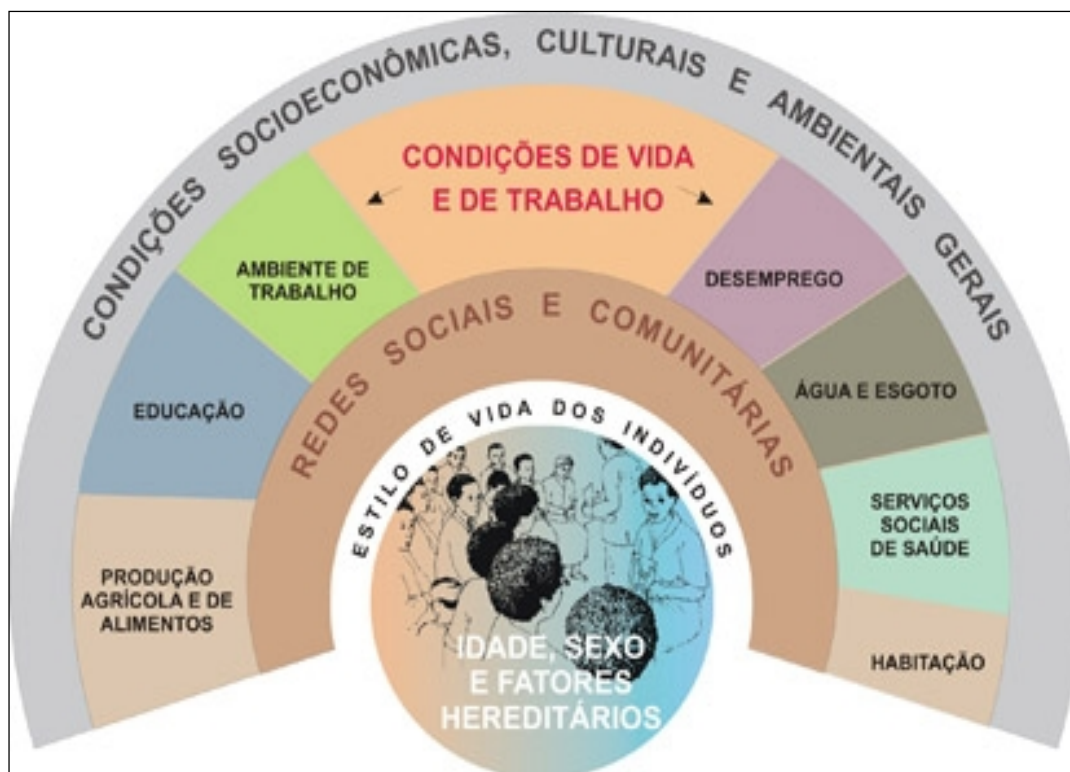 CONDIÇÕES SOCIOECONÔMICAS, CULTURAIS E AMBIENTAIS GERAIS
CONDIÇÕES DE VIDA
E DE TRABALHO
AMBIENTE DE
TRABALHO
DESEMPREGO
REDES SOCIAIS E COMUNITÁRIAS
EDUCAÇÃO
ÁGUA E ESGOTO
ESTILO DE VIDA DOS INDIVÍDUOS
SERVIÇOS
SOCIAIS
DE SAÚDE
PRODUÇÃO
AGRÍCOLA E DE
ALIMENTOS
HABITAÇÃO
IDADE, SEXO
E FATORES
HEREDITÁRIOS